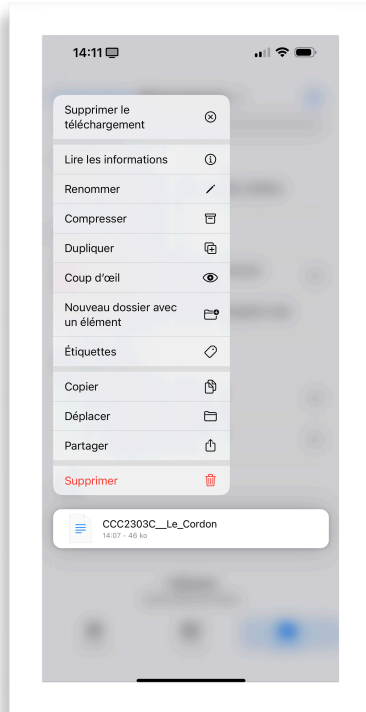 14:11
Supprimer le
téléchargement
Lire les informations
Renommer
Compresser
Dupliquer
Coup d'œil
Nouveau dossier avec
un élément
Étiquettes
Copier
Déplacer
Partager
Supprimer
CCC2303C__Le_Cordon
14:07 - 46 ko